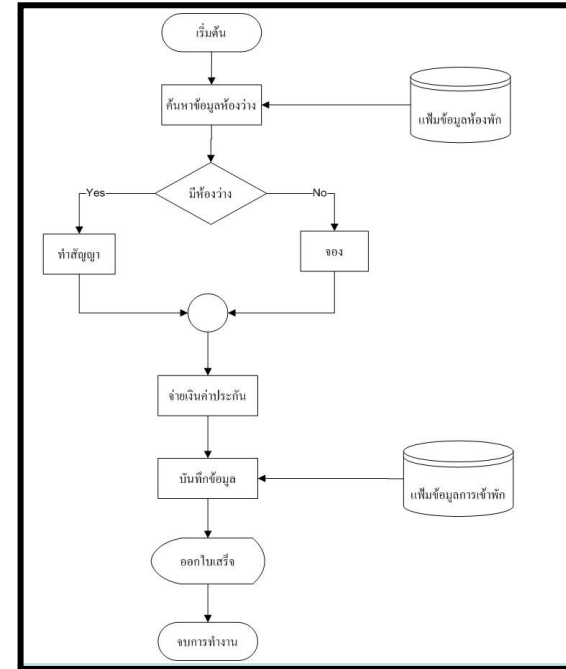 เริ่มต้น
ค้นหาข้อมูลห้องว่าง
แฟ้มข้อมูลห้องพัก
มีห้องว่าง
Yes
No
ทำสัญญา
จอง
จ่ายเงินค่าประกัน
บันทึกข้อมูล
แฟ้มข้อมูลการเข้าพัก
ออกใบเสร็จ
จบการทำงาน